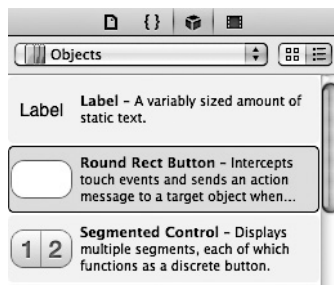 { }
Objects
Label
Label – A variably sized amount of
static text.
Round Rect Button – Intercepts
touch events and sends an action
message to a target object when...
1 2
Segmented Control – Displays
multiple segments, each of which
functions as a discrete button.